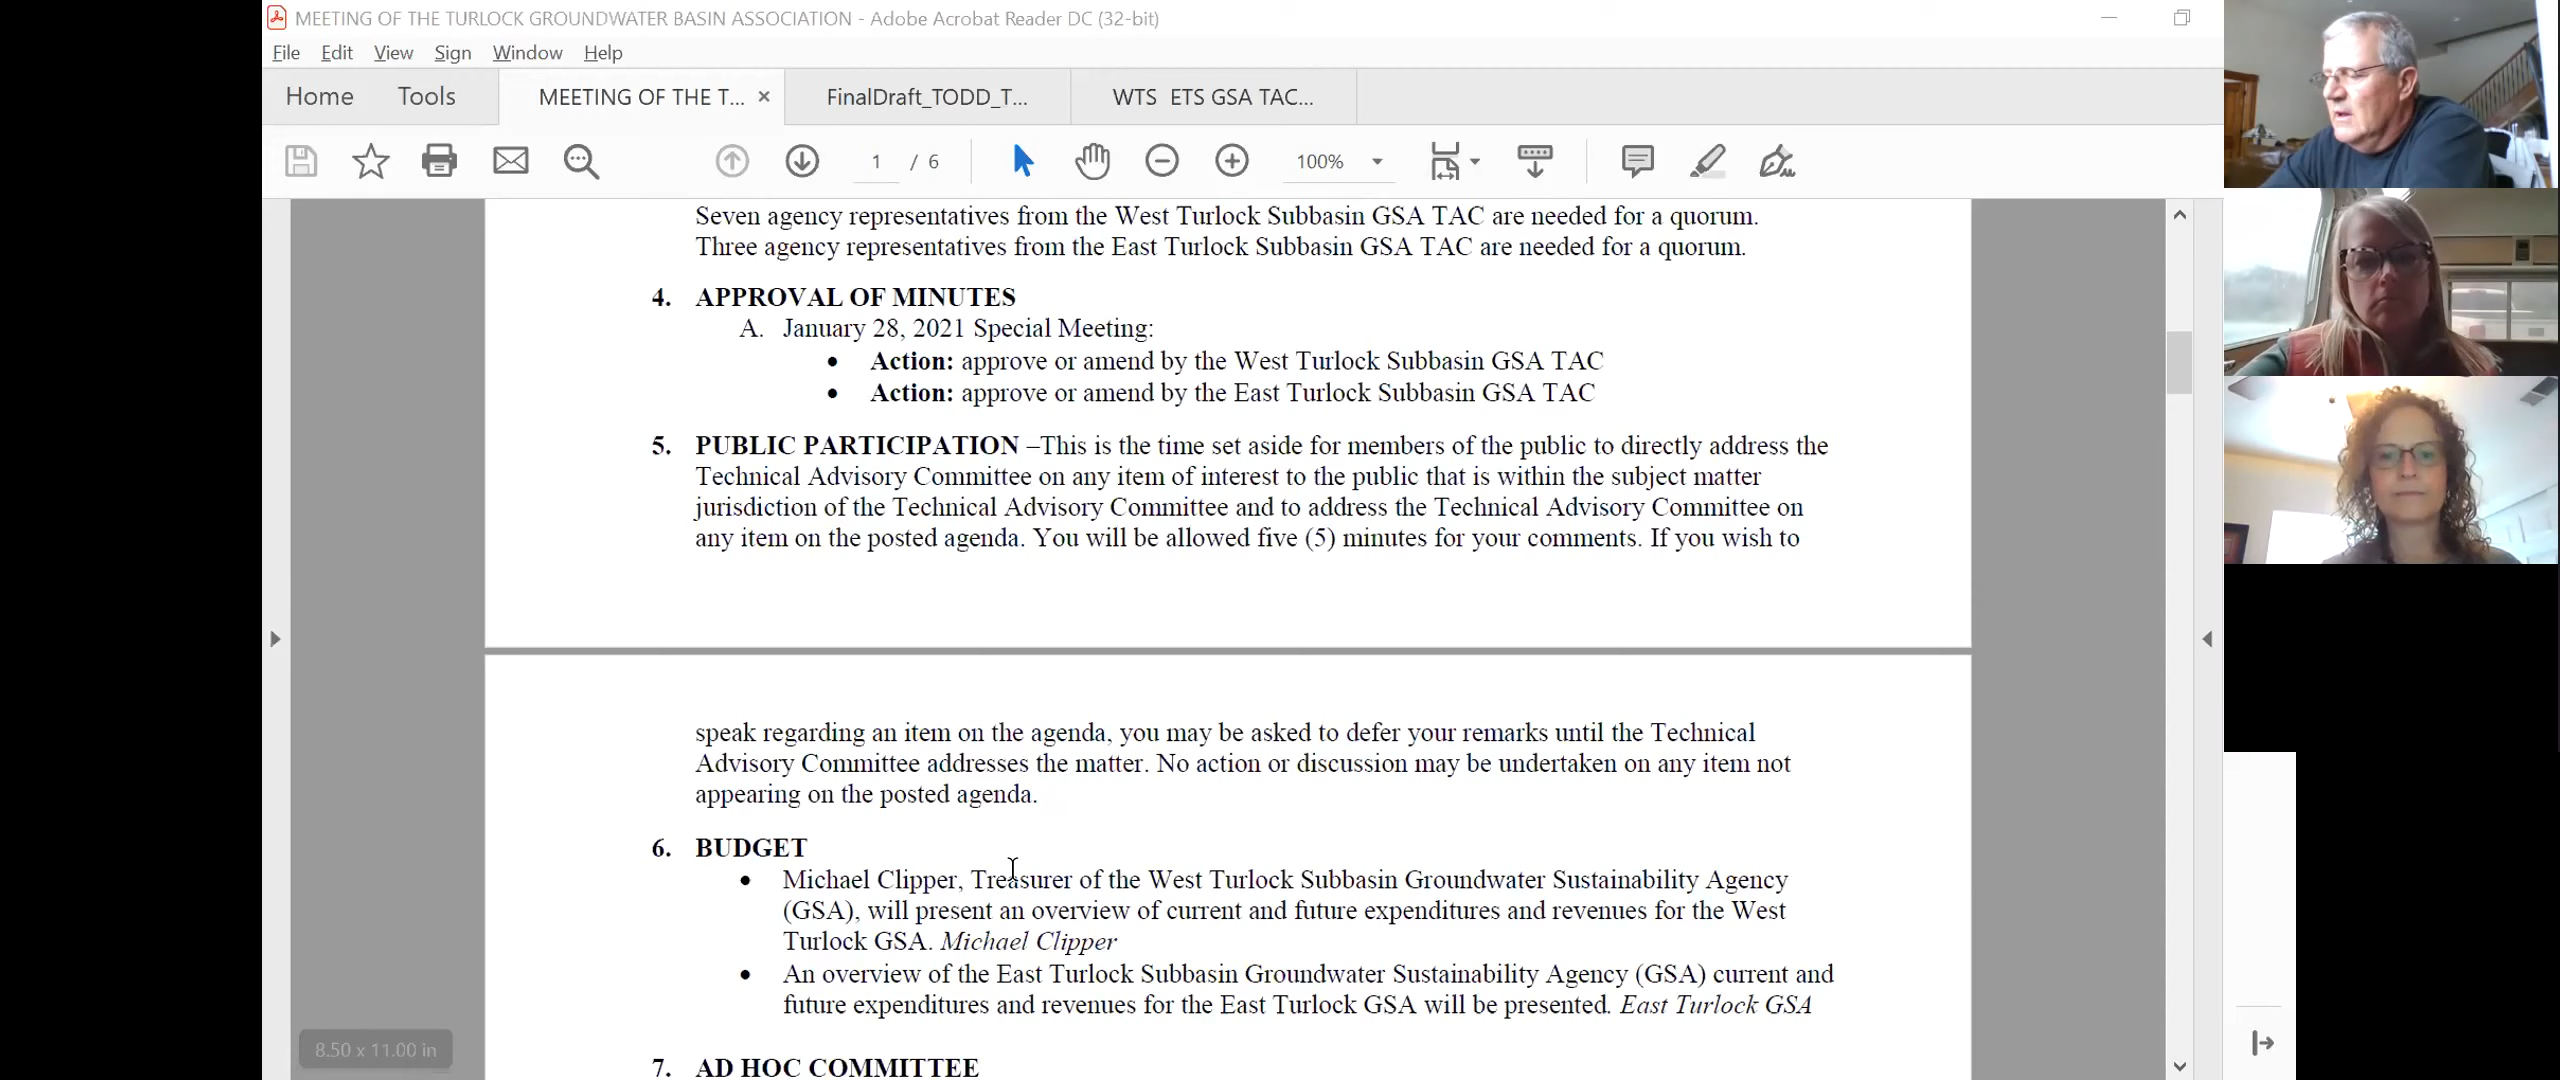 MEETING OF THE TURLOCK GROUNDWATER BASIN ASSOCIATION - Adobe Acrobat Reader DC (32-bit)
File Edit View Sign Window Help
Home Tools MEETING OF THE T... × FinalDraft_TODD_T... WTS ETS GSA TAC...
1 / 6 100%
Seven agency representatives from the West Turlock Subbasin GSA TAC are needed for a quorum.
Three agency representatives from the East Turlock Subbasin GSA TAC are needed for a quorum.
4. APPROVAL OF MINUTES
A. January 28, 2021 Special Meeting:
• Action: approve or amend by the West Turlock Subbasin GSA TAC
• Action: approve or amend by the East Turlock Subbasin GSA TAC
5. PUBLIC PARTICIPATION –This is the time set aside for members of the public to directly address the
Technical Advisory Committee on any item of interest to the public that is within the subject matter
jurisdiction of the Technical Advisory Committee and to address the Technical Advisory Committee on
any item on the posted agenda. You will be allowed five (5) minutes for your comments. If you wish to
speak regarding an item on the agenda, you may be asked to defer your remarks until the Technical
Advisory Committee addresses the matter. No action or discussion may be undertaken on any item not
appearing on the posted agenda.
6. BUDGET
• Michael Clipper, Treasurer of the West Turlock Subbasin Groundwater Sustainability Agency
(GSA), will present an overview of current and future expenditures and revenues for the West
Turlock GSA. Michael Clipper
• An overview of the East Turlock Subbasin Groundwater Sustainability Agency (GSA) current and
future expenditures and revenues for the East Turlock GSA will be presented. East Turlock GSA
8.50 x 11.00 in
7. AD HOC COMMITTEE